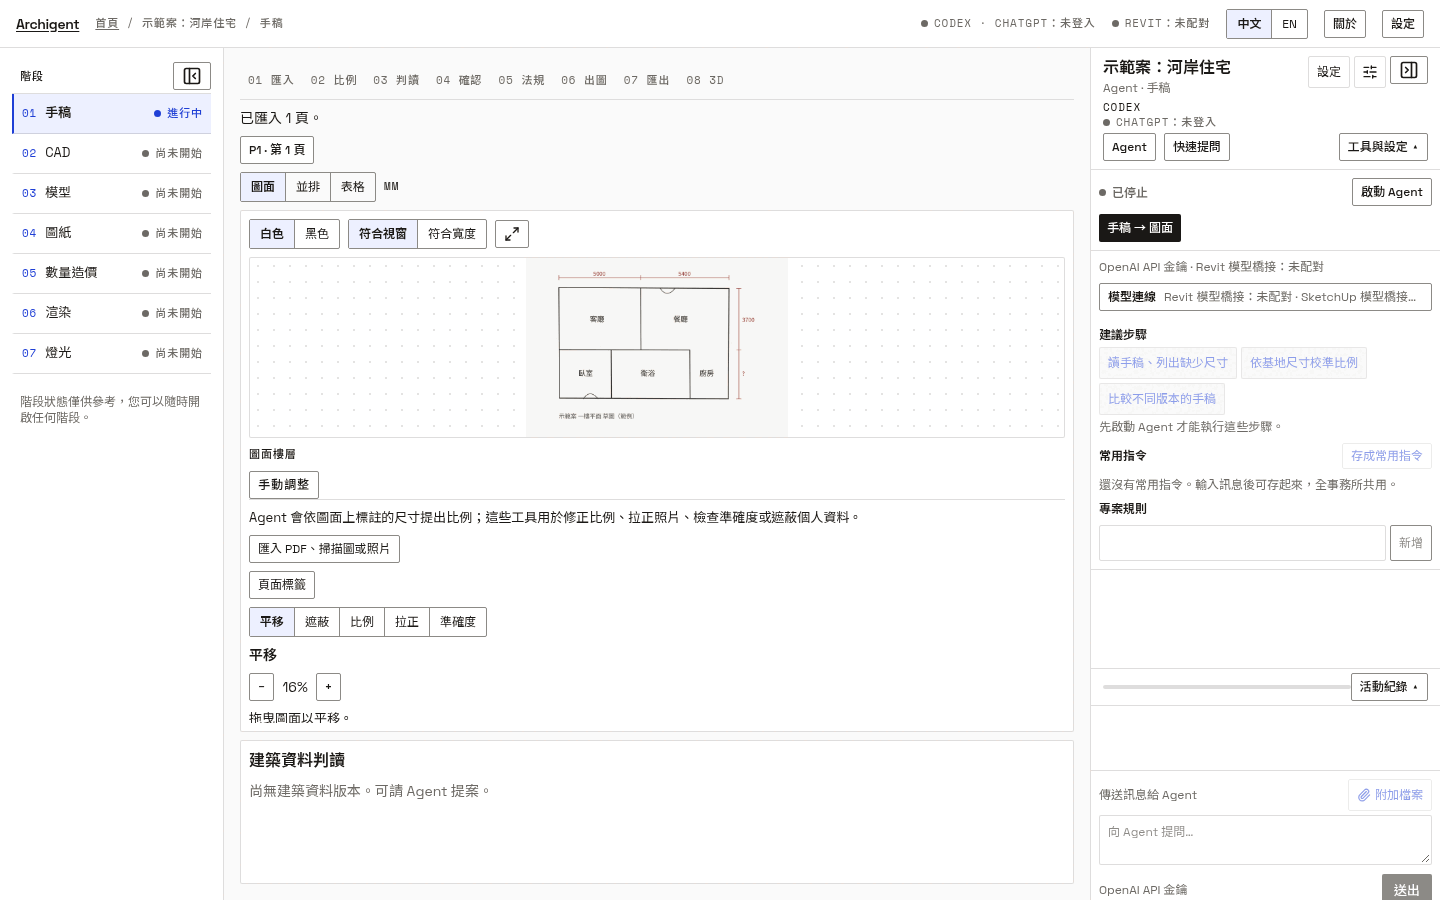 Archigent 首頁 / 示範案：河岸住宅 / 手稿 CODEX · CHATGPT：未登入 REVIT：未配對 中文 EN 關於 設定
階段
01 手稿 進行中
02 CAD 尚未開始
03 模型 尚未開始
04 圖紙 尚未開始
05 數量造價 尚未開始
06 渲染 尚未開始
07 燈光 尚未開始
階段狀態僅供參考，您可以隨時開
啟任何階段。
01 匯入 02 比例 03 判讀 04 確認 05 法規 06 出圖 07 匯出 08 3D
已匯入 1 頁。
P1 · 第 1 頁
圖面 並排 表格 MM
白色 黑色 符合視窗 符合寬度
5000 5400
客廳 餐廳 3700
臥室 衛浴 廚房 ?
示範案 一樓平面 草圖（範例）
圖面樓層
手動調整
Agent 會依圖面上標註的尺寸提出比例；這些工具用於修正比例、拉正照片、檢查準確度或遮蔽個人資料。
匯入 PDF、掃描圖或照片
頁面標籤
平移 遮蔽 比例 拉正 準確度
平移
− 16% +
拖曳圖面以平移。
建築資料判讀
尚無建築資料版本。可請 Agent 提案。
示範案：河岸住宅 設定
Agent · 手稿
CODEX
CHATGPT：未登入
Agent 快速提問 工具與設定
已停止 啟動 Agent
手稿 → 圖面
OpenAI API 金鑰 · Revit 模型橋接：未配對
模型連線 Revit 模型橋接：未配對 · SketchUp 模型橋接…
建議步驟
讀手稿、列出缺少尺寸 依基地尺寸校準比例
比較不同版本的手稿
先啟動 Agent 才能執行這些步驟。
常用指令 存成常用指令
還沒有常用指令。輸入訊息後可存起來，全事務所共用。
專案規則
新增
活動紀錄
傳送訊息給 Agent 附加檔案
向 Agent 提問…
OpenAI API 金鑰 送出